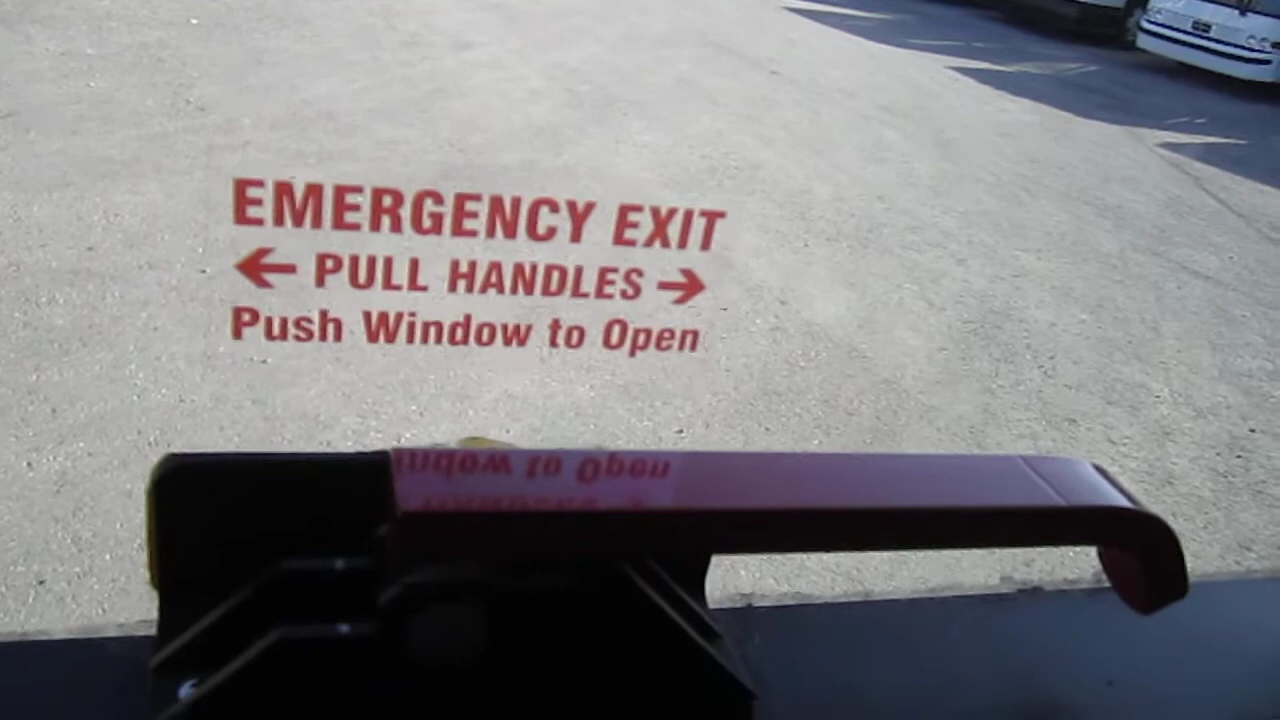 EMERGENCY EXIT
← PULL HANDLES →
Push Window to Open